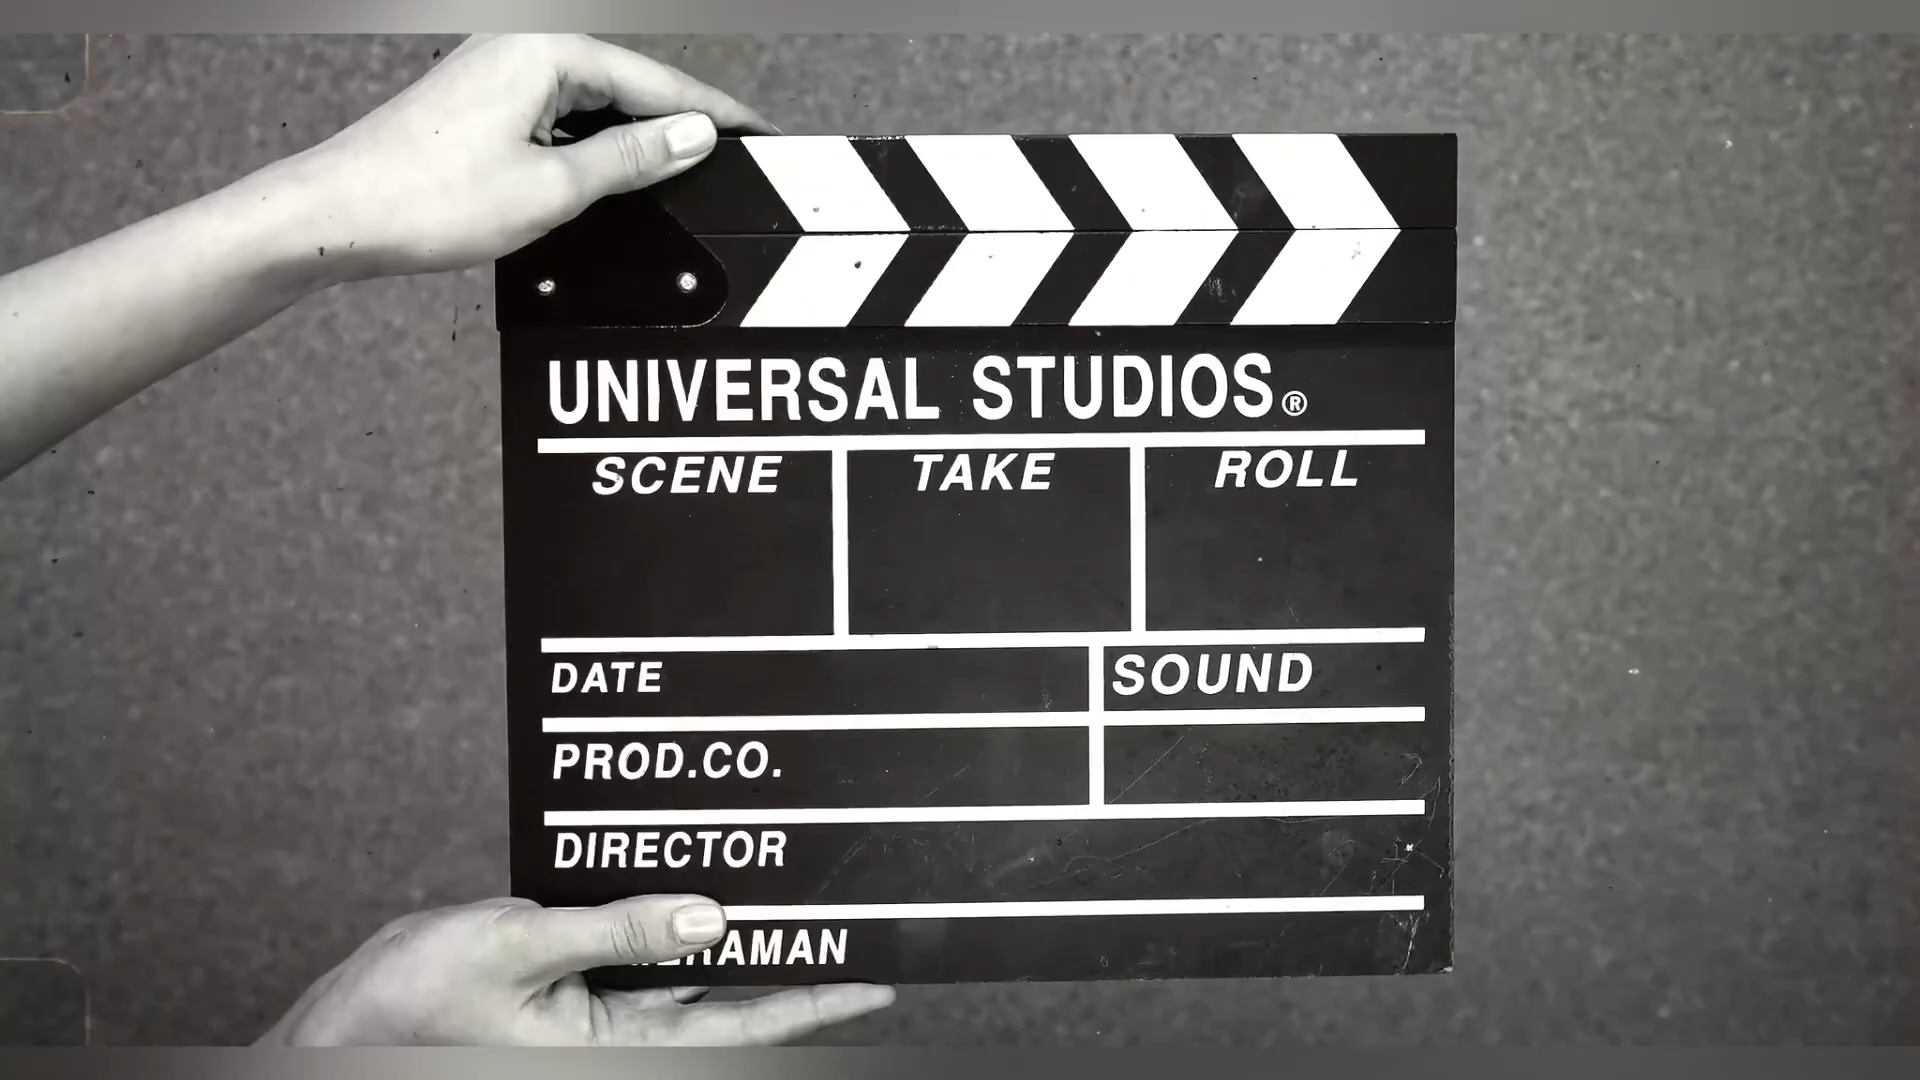 UNIVERSAL STUDIOS®
SCENE TAKE ROLL
DATE SOUND
PROD.CO.
DIRECTOR